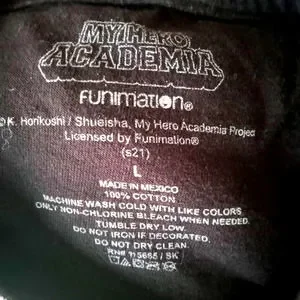 MY HERO
ACADEMIA
FUNIMATION®
©K. Horikoshi / Shueisha, My Hero Academia Project
Licensed by Funimation®
(s21)
L
MADE IN MEXICO
100% COTTON
MACHINE WASH COLD WITH LIKE COLORS
ONLY NON-CHLORINE BLEACH WHEN NEEDED.
TUMBLE DRY LOW.
DO NOT IRON IF DECORATED.
DO NOT DRY CLEAN.
RN# / SK